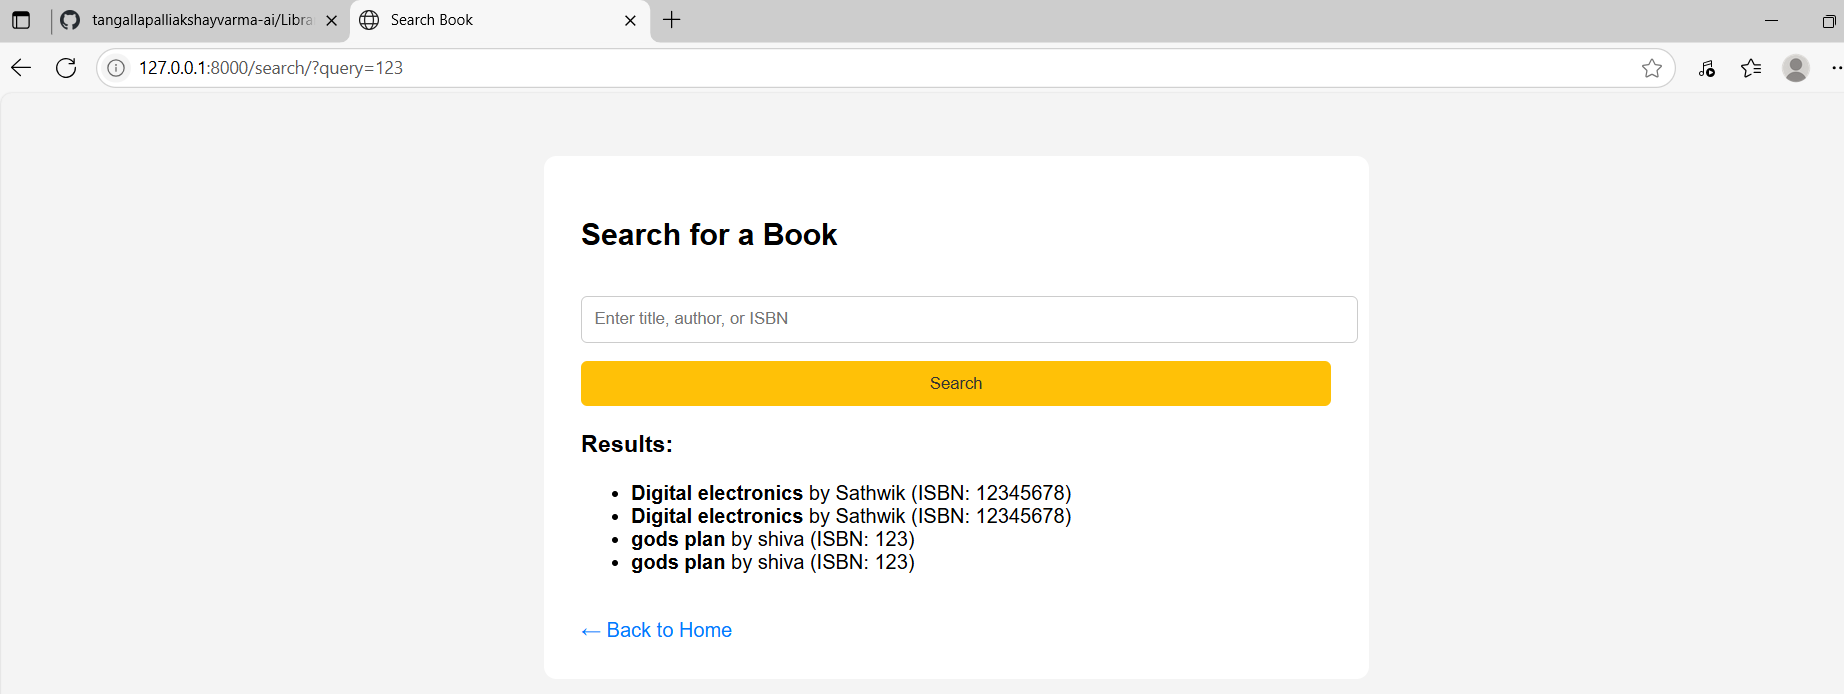 tangallapalliakshayvarma-ai/Libra
Search Book
127.0.0.1:8000/search/?query=123
Search for a Book
Enter title, author, or ISBN
Search
Results:
• Digital electronics by Sathwik (ISBN: 12345678)
• Digital electronics by Sathwik (ISBN: 12345678)
• gods plan by shiva (ISBN: 123)
• gods plan by shiva (ISBN: 123)
← Back to Home